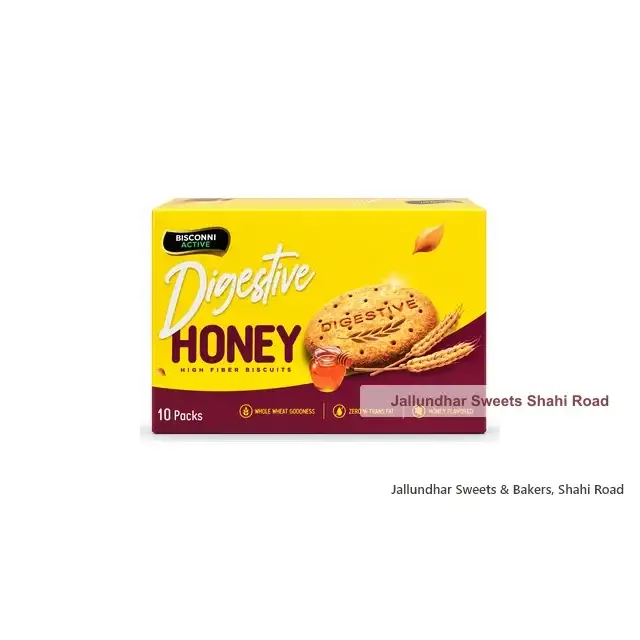 BISCONNI
ACTIVE
Digestive
HONEY
HIGH FIBER BISCUITS
DIGESTIVE
10 Packs
WHOLE WHEAT GOODNESS
ZERO % TRANS FAT
HONEY FLAVORED
Jallundhar Sweets Shahi Road
Jallundhar Sweets & Bakers, Shahi Road